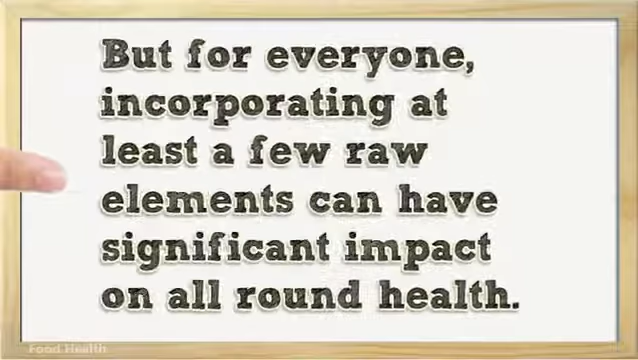 But for everyone,
incorporating at
least a few raw
elements can have
significant impact
on all round health.
Food Health